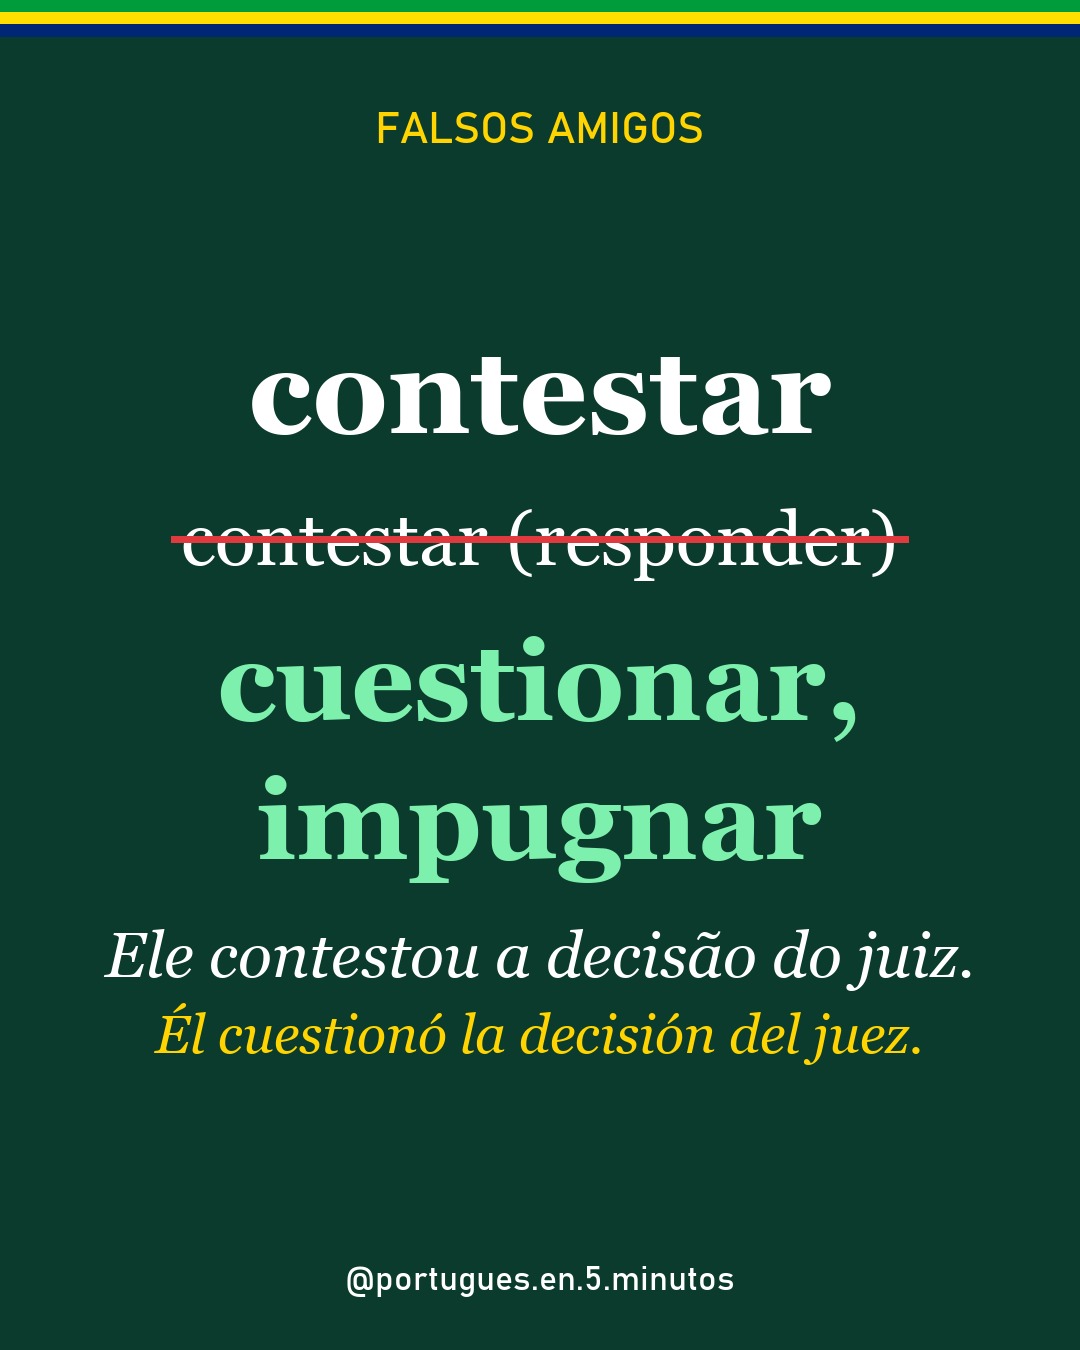 FALSOS AMIGOS
contestar
contestar (responder)
cuestionar,
impugnar
Ele contestou a decisão do juiz.
Él cuestionó la decisión del juez.
@portugues.en.5.minutos